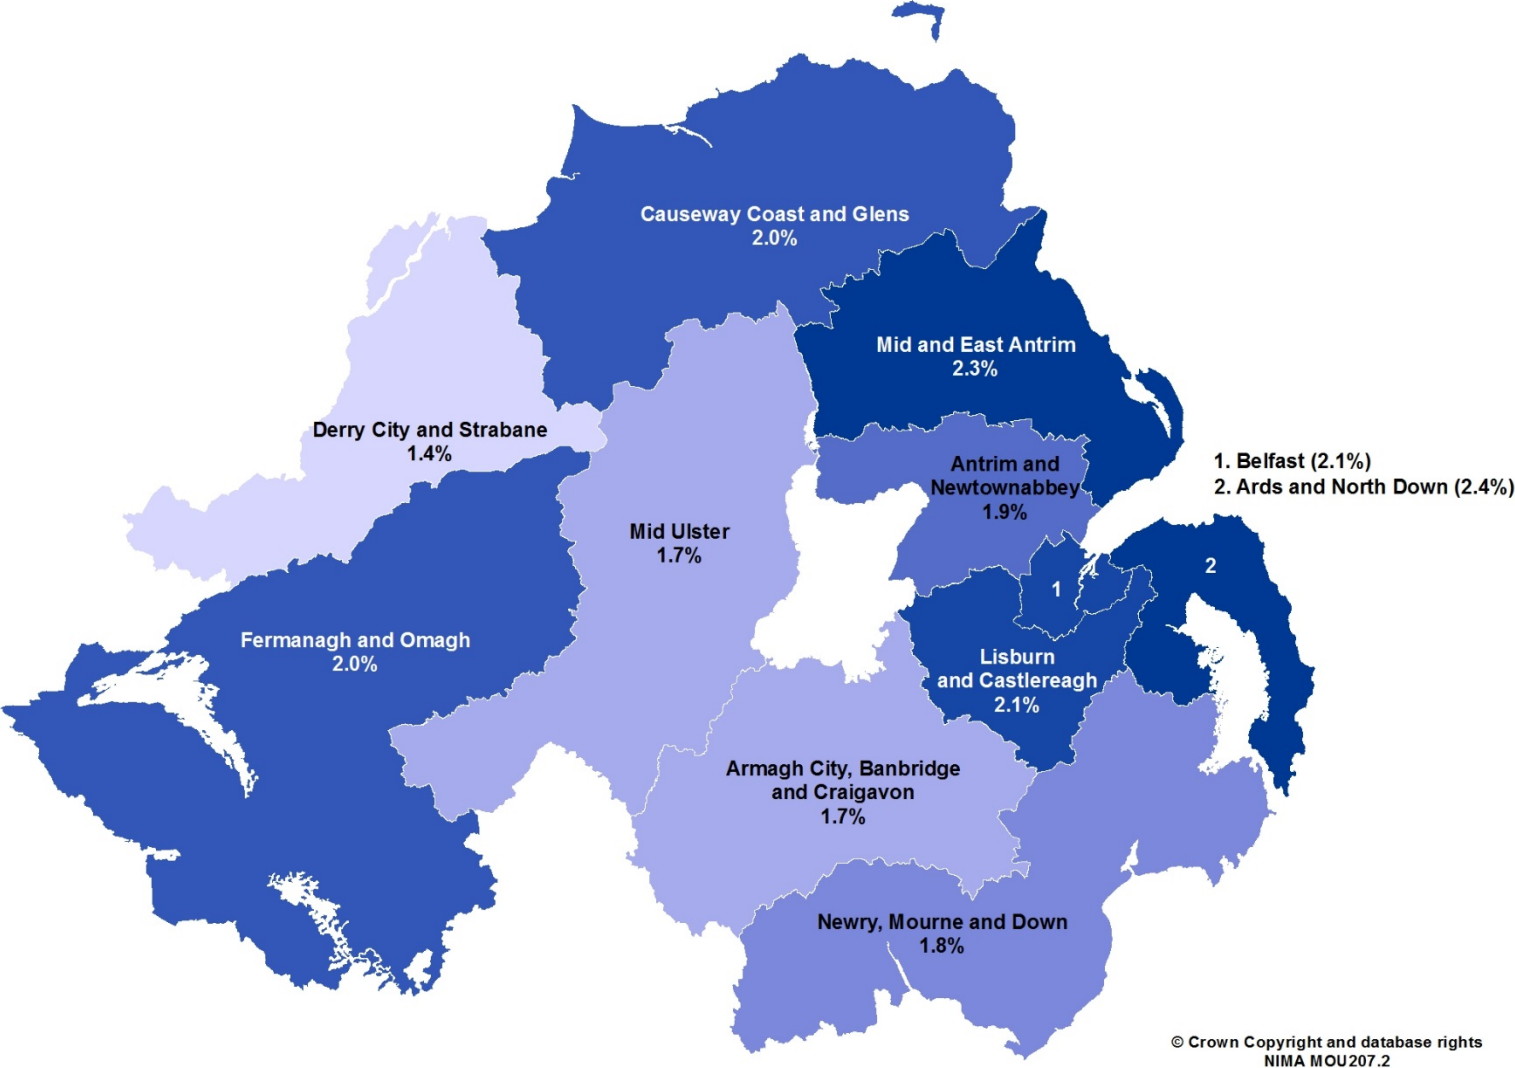 Causeway Coast and Glens
2.0%
Mid and East Antrim
2.3%
Derry City and Strabane
1.4%
Antrim and
Newtownabbey
1.9%
1. Belfast (2.1%)
2. Ards and North Down (2.4%)
Mid Ulster
1.7%
2
1
Fermanagh and Omagh
2.0%
Lisburn
and Castlereagh
2.1%
Armagh City, Banbridge
and Craigavon
1.7%
Newry, Mourne and Down
1.8%
© Crown Copyright and database rights
NIMA MOU207.2